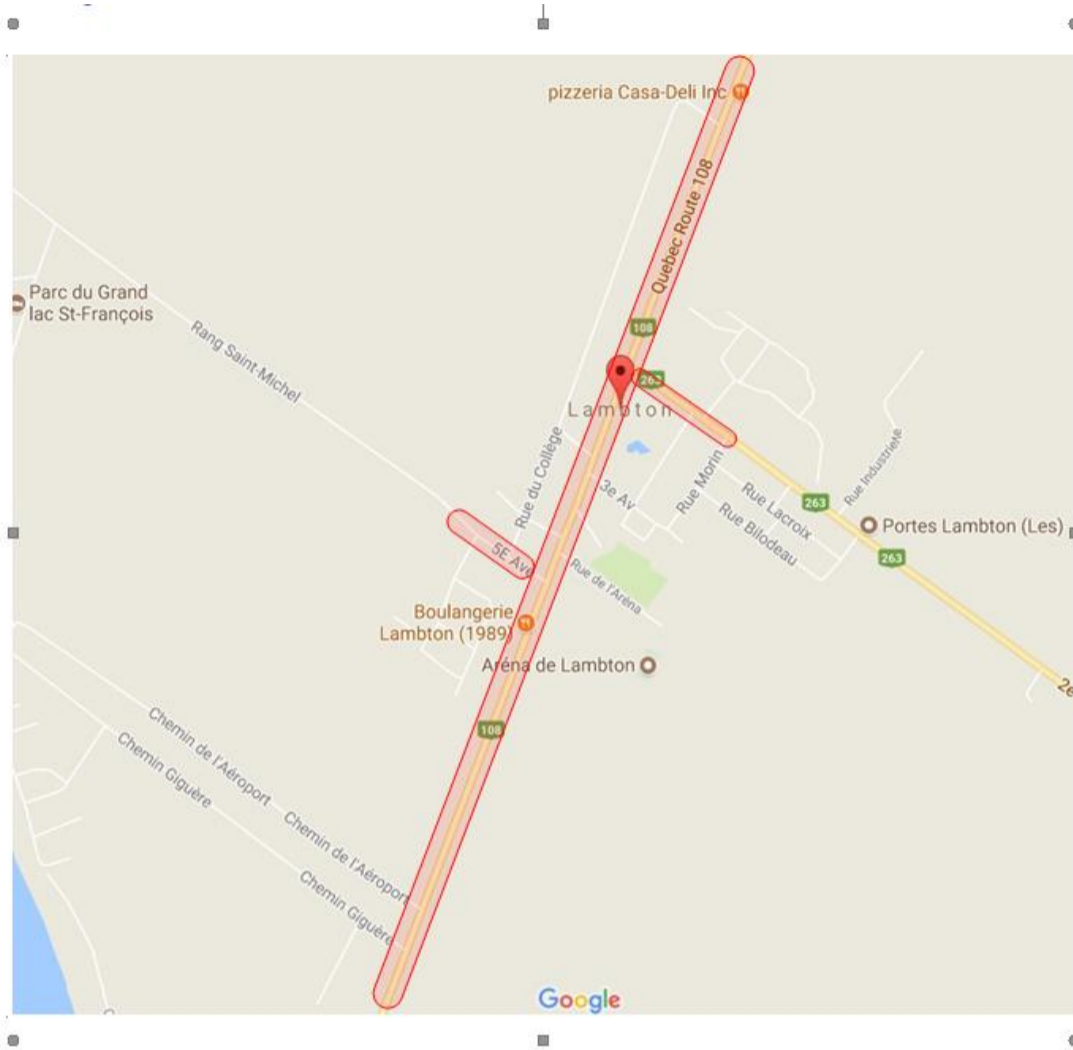 pizzeria Casa-Deli Inc
Quebec Route 108
Parc du Grand
lac St-François
Rang Saint-Michel
108
263
Lambton
Rue du Collège
3e Av
Rue Morin
Rue Lacroix
Rue Bilodeau
Rue Industrielle
263
Portes Lambton (Les)
263
5E Ave
Rue de l'Aréna
Boulangerie
Lambton (1989)
Aréna de Lambton
2e
108
Chemin de l'Aéroport
Chemin Giguère
Chemin de l'Aéroport
Chemin Giguère
Google